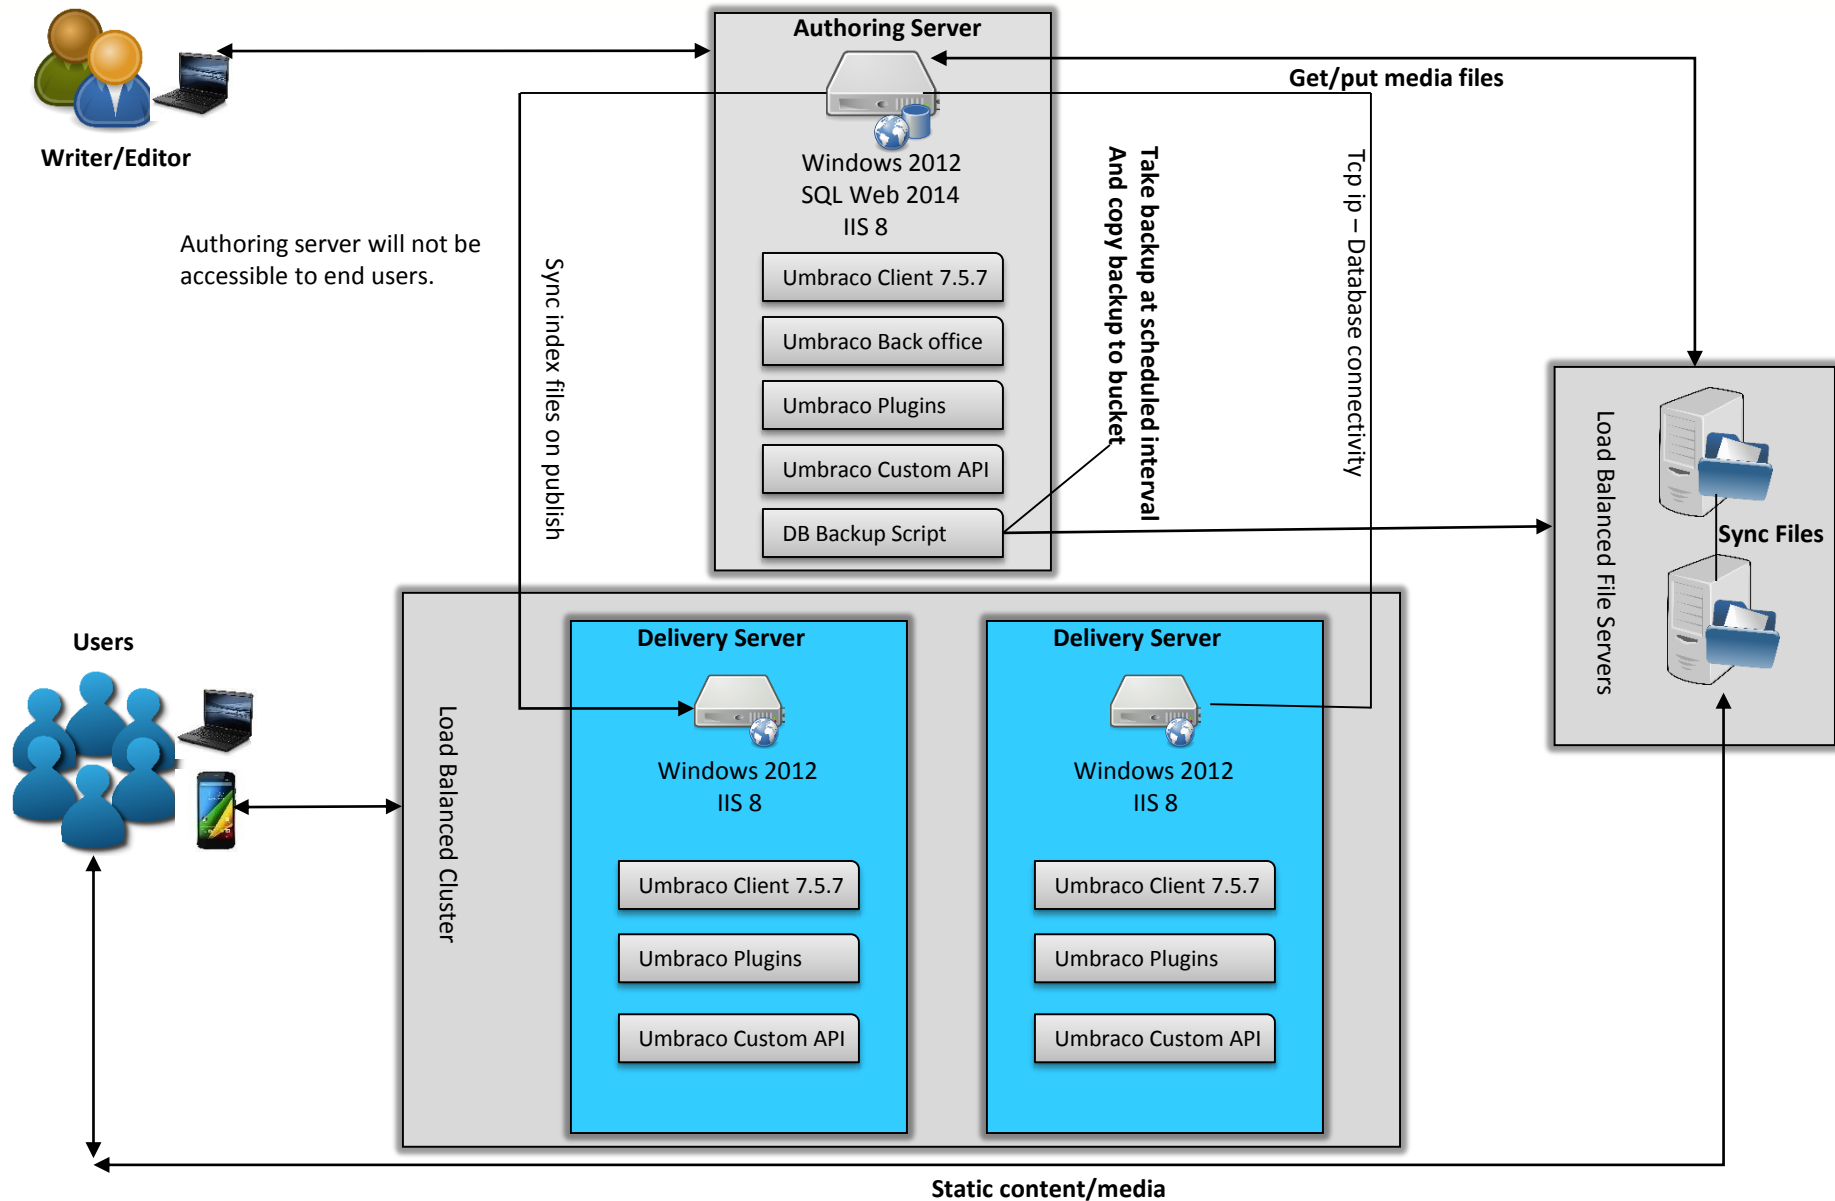 Authoring Server
Get/put media files
Writer/Editor
Windows 2012
SQL Web 2014
IIS 8
Authoring server will not be
accessible to end users.
Sync index files on publish
Take backup at scheduled interval
And copy backup to bucket
Tcp ip – Database connectivity
Umbraco Client 7.5.7
Umbraco Back office
Umbraco Plugins
Umbraco Custom API
DB Backup Script
Load Balanced File Servers
Sync Files
Users
Load Balanced Cluster
Delivery Server
Windows 2012
IIS 8
Umbraco Client 7.5.7
Umbraco Plugins
Umbraco Custom API
Delivery Server
Windows 2012
IIS 8
Umbraco Client 7.5.7
Umbraco Plugins
Umbraco Custom API
Static content/media